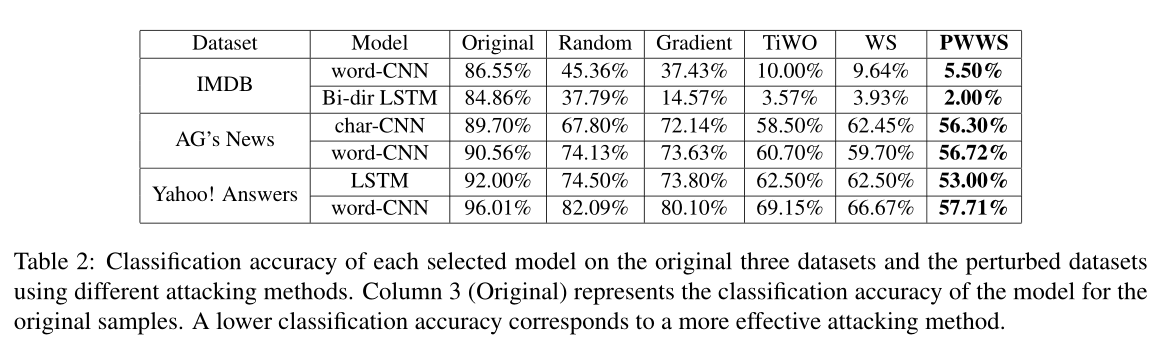 Dataset Model Original Random Gradient TiWO WS PWWS
IMDB word-CNN 86.55% 45.36% 37.43% 10.00% 9.64% 5.50%
Bi-dir LSTM 84.86% 37.79% 14.57% 3.57% 3.93% 2.00%
AG's News char-CNN 89.70% 67.80% 72.14% 58.50% 62.45% 56.30%
word-CNN 90.56% 74.13% 73.63% 60.70% 59.70% 56.72%
Yahoo! Answers LSTM 92.00% 74.50% 73.80% 62.50% 62.50% 53.00%
word-CNN 96.01% 82.09% 80.10% 69.15% 66.67% 57.71%
Table 2: Classification accuracy of each selected model on the original three datasets and the perturbed datasets
using different attacking methods. Column 3 (Original) represents the classification accuracy of the model for the
original samples. A lower classification accuracy corresponds to a more effective attacking method.